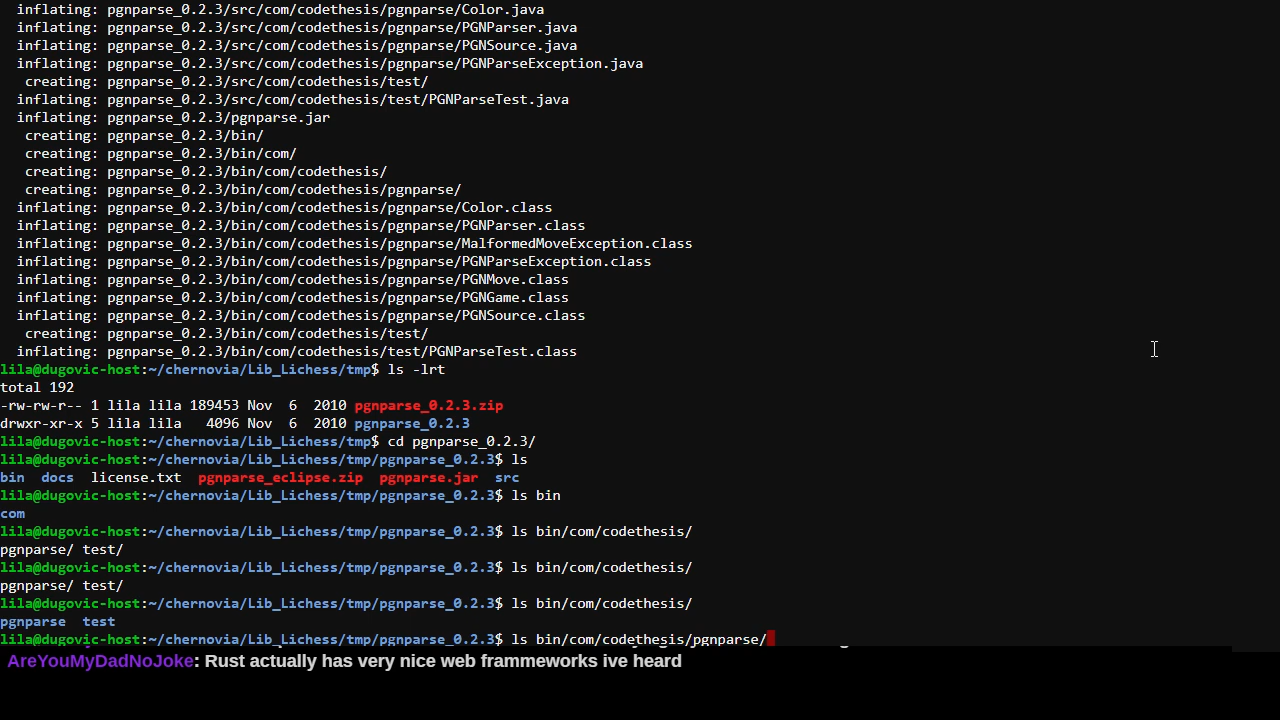 inflating: pgnparse_0.2.3/src/com/codethesis/pgnparse/Color.java
inflating: pgnparse_0.2.3/src/com/codethesis/pgnparse/PGNParser.java
inflating: pgnparse_0.2.3/src/com/codethesis/pgnparse/PGNSource.java
inflating: pgnparse_0.2.3/src/com/codethesis/pgnparse/PGNParseException.java
creating: pgnparse_0.2.3/src/com/codethesis/test/
inflating: pgnparse_0.2.3/src/com/codethesis/test/PGNParseTest.java
inflating: pgnparse_0.2.3/pgnparse.jar
creating: pgnparse_0.2.3/bin/
creating: pgnparse_0.2.3/bin/com/
creating: pgnparse_0.2.3/bin/com/codethesis/
creating: pgnparse_0.2.3/bin/com/codethesis/pgnparse/
inflating: pgnparse_0.2.3/bin/com/codethesis/pgnparse/Color.class
inflating: pgnparse_0.2.3/bin/com/codethesis/pgnparse/PGNParser.class
inflating: pgnparse_0.2.3/bin/com/codethesis/pgnparse/MalformedMoveException.class
inflating: pgnparse_0.2.3/bin/com/codethesis/pgnparse/PGNParseException.class
inflating: pgnparse_0.2.3/bin/com/codethesis/pgnparse/PGNMove.class
inflating: pgnparse_0.2.3/bin/com/codethesis/pgnparse/PGNGame.class
inflating: pgnparse_0.2.3/bin/com/codethesis/pgnparse/PGNSource.class
creating: pgnparse_0.2.3/bin/com/codethesis/test/
inflating: pgnparse_0.2.3/bin/com/codethesis/test/PGNParseTest.class
lila@dugovic-host:~/chernovia/Lib_Lichess/tmp$ ls -lrt
total 192
-rw-rw-r-- 1 lila lila 189453 Nov  6  2010 pgnparse_0.2.3.zip
drwxr-xr-x 5 lila lila   4096 Nov  6  2010 pgnparse_0.2.3
lila@dugovic-host:~/chernovia/Lib_Lichess/tmp$ cd pgnparse_0.2.3/
lila@dugovic-host:~/chernovia/Lib_Lichess/tmp/pgnparse_0.2.3$ ls
bin  docs  license.txt  pgnparse_eclipse.zip  pgnparse.jar  src
lila@dugovic-host:~/chernovia/Lib_Lichess/tmp/pgnparse_0.2.3$ ls bin
com
lila@dugovic-host:~/chernovia/Lib_Lichess/tmp/pgnparse_0.2.3$ ls bin/com/codethesis/
pgnparse/ test/
lila@dugovic-host:~/chernovia/Lib_Lichess/tmp/pgnparse_0.2.3$ ls bin/com/codethesis/
pgnparse/ test/
lila@dugovic-host:~/chernovia/Lib_Lichess/tmp/pgnparse_0.2.3$ ls bin/com/codethesis/
pgnparse  test
lila@dugovic-host:~/chernovia/Lib_Lichess/tmp/pgnparse_0.2.3$ ls bin/com/codethesis/pgnparse/
AreYouMyDadNoJoke: Rust actually has very nice web frammeworks ive heard